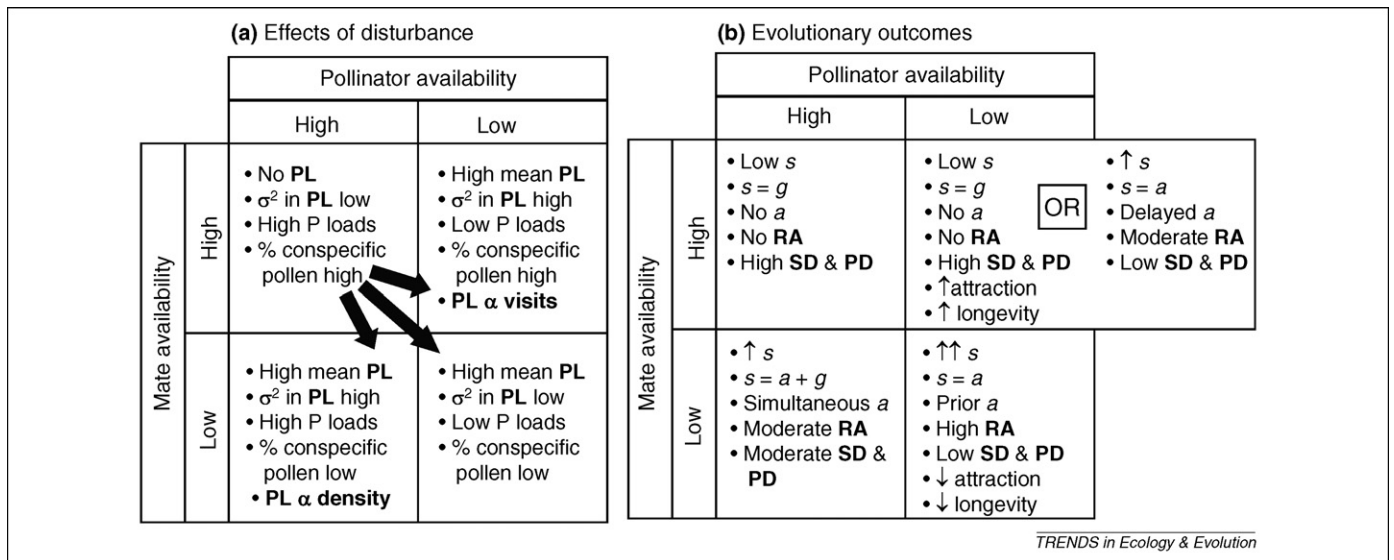 (a) Effects of disturbance
Pollinator availability
High
Low
Mate availability
High
• No PL
• σ² in PL low
• High P loads
• % conspecific
pollen high
• High mean PL
• σ² in PL high
• Low P loads
• % conspecific
pollen high
• PL α visits
Low
• High mean PL
• σ² in PL high
• High P loads
• % conspecific
pollen low
• PL α density
• High mean PL
• σ² in PL low
• Low P loads
• % conspecific
pollen low
(b) Evolutionary outcomes
Pollinator availability
High
Low
Mate availability
High
• Low s
• s = g
• No a
• No RA
• High SD & PD
• Low s
• s = g
• No a
• No RA
• High SD & PD
• ↑attraction
• ↑ longevity
OR
• ↑ s
• s = a
• Delayed a
• Moderate RA
• Low SD & PD
Low
• ↑ s
• s = a + g
• Simultaneous a
• Moderate RA
• Moderate SD &
PD
• ↑↑ s
• s = a
• Prior a
• High RA
• Low SD & PD
• ↓ attraction
• ↓ longevity
TRENDS in Ecology & Evolution